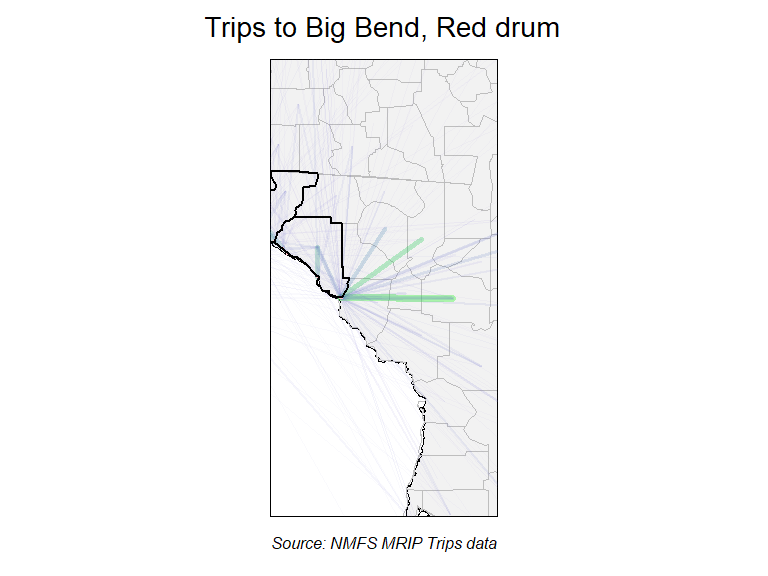 Trips to Big Bend, Red drum
Source: NMFS MRIP Trips data